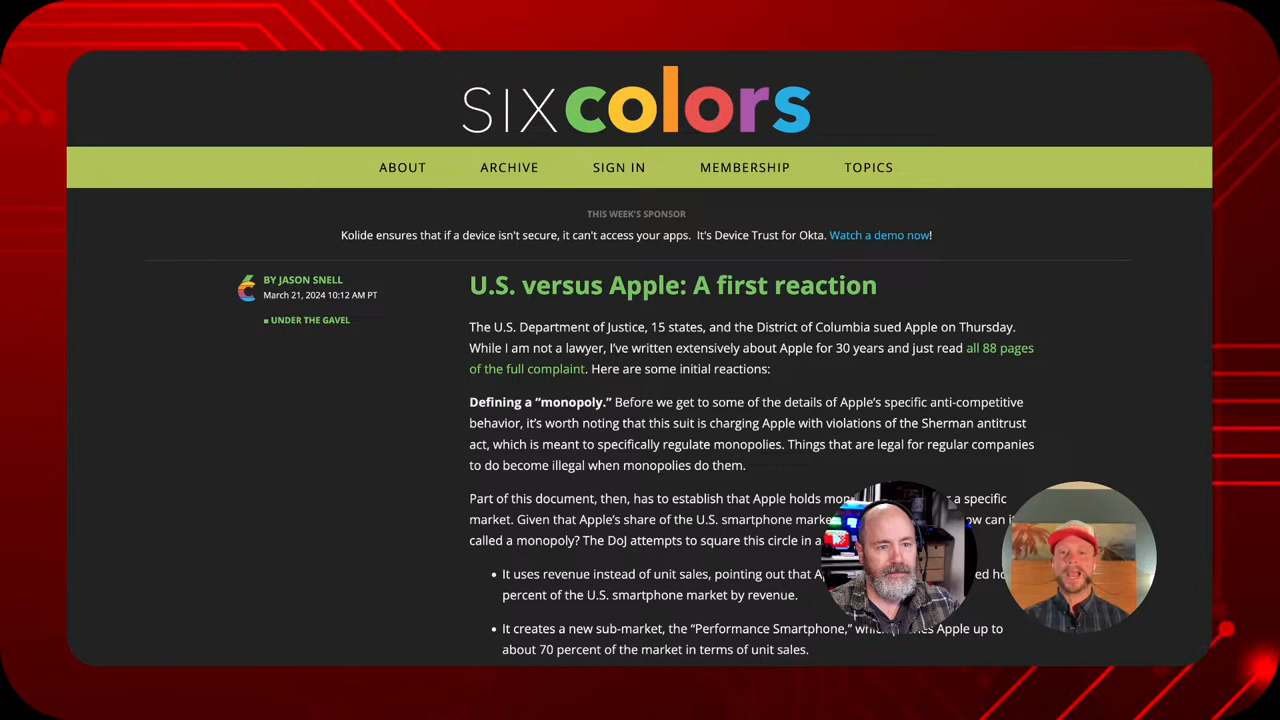 SIX colors
ABOUT ARCHIVE SIGN IN MEMBERSHIP TOPICS
THIS WEEK'S SPONSOR
Kolide ensures that if a device isn't secure, it can't access your apps. It's Device Trust for Okta. Watch a demo now!
BY JASON SNELL
March 21, 2024 10:12 AM PT
UNDER THE GAVEL
U.S. versus Apple: A first reaction
The U.S. Department of Justice, 15 states, and the District of Columbia sued Apple on Thursday.
While I am not a lawyer, I've written extensively about Apple for 30 years and just read all 88 pages
of the full complaint. Here are some initial reactions:
Defining a “monopoly.” Before we get to some of the details of Apple's specific anti-competitive
behavior, it's worth noting that this suit is charging Apple with violations of the Sherman antitrust
act, which is meant to specifically regulate monopolies. Things that are legal for regular companies
to do become illegal when monopolies do them.
Part of this document, then, has to establish that Apple holds a specific
market. Given that Apple's share of the U.S. smartphone can
called a monopoly? The DoJ attempts to square this circle in a
• It uses revenue instead of unit sales, pointing out that
percent of the U.S. smartphone market by revenue.
• It creates a new sub-market, the “Performance Smartphone,” Apple up to
about 70 percent of the market in terms of unit sales.